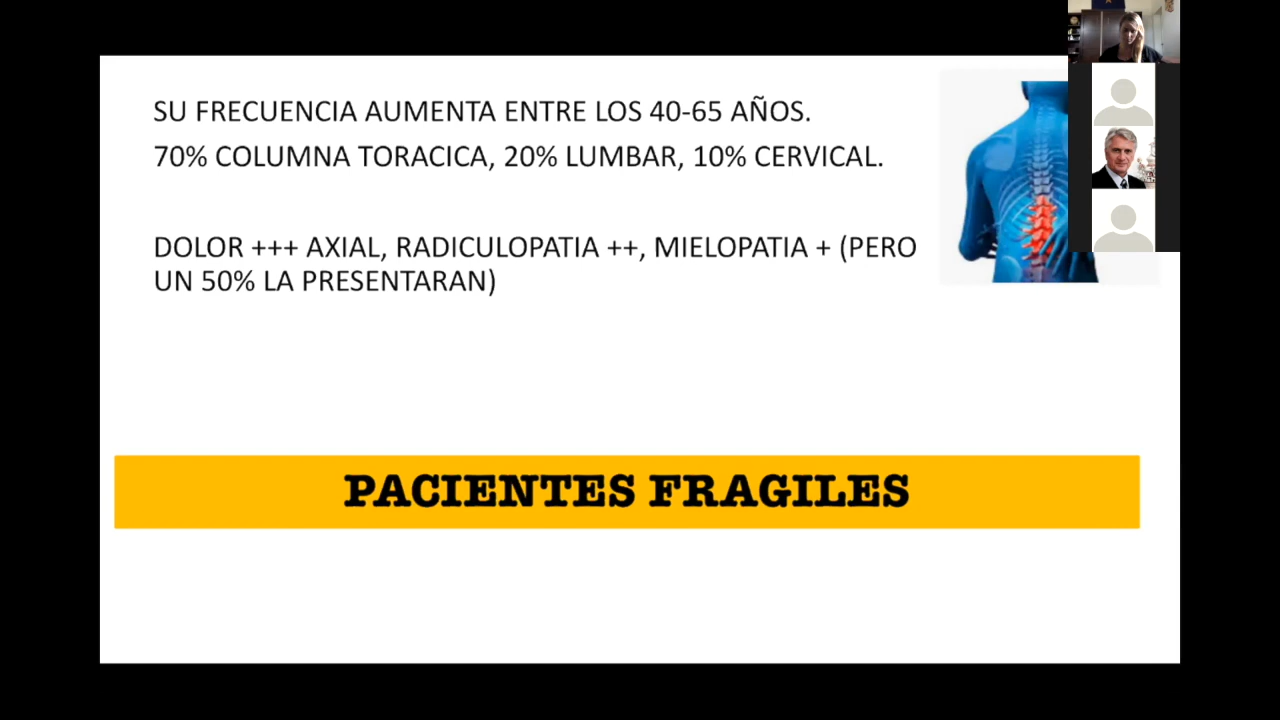 SU FRECUENCIA AUMENTA ENTRE LOS 40-65 AÑOS.
70% COLUMNA TORACICA, 20% LUMBAR, 10% CERVICAL.
DOLOR +++ AXIAL, RADICULOPATIA ++, MIELOPATIA + (PERO
UN 50% LA PRESENTARAN)
PACIENTES FRAGILES